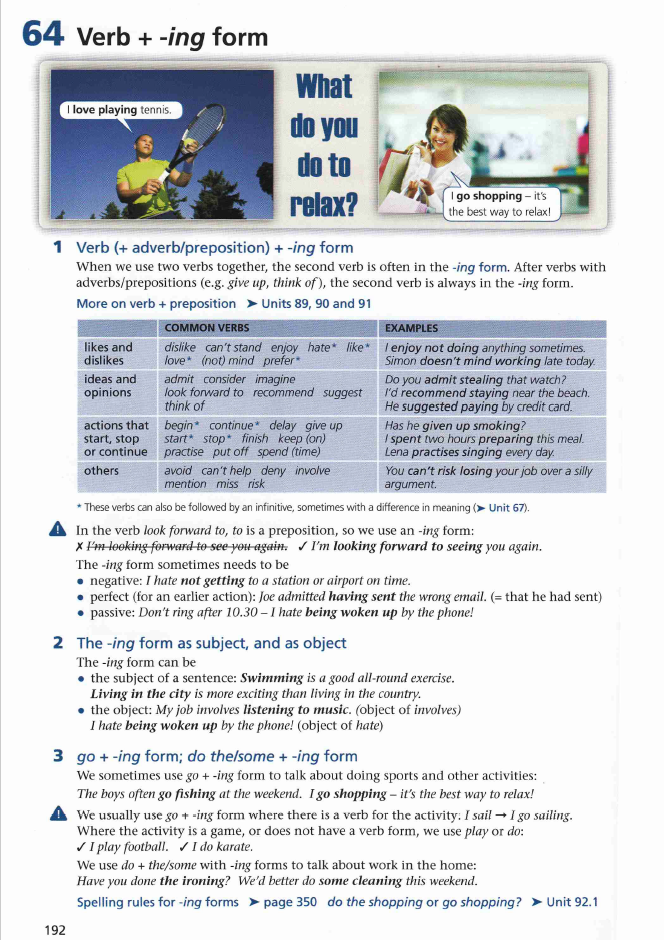 64 Verb + -ing form
I love playing tennis.
What
do you
do to
relax?
I go shopping – it's
the best way to relax!
1 Verb (+ adverb/preposition) + -ing form
When we use two verbs together, the second verb is often in the -ing form. After verbs with
adverbs/prepositions (e.g. give up, think of), the second verb is always in the -ing form.
More on verb + preposition ➤ Units 89, 90 and 91
COMMON VERBS EXAMPLES
likes and dislike can't stand enjoy hate* like* I enjoy not doing anything sometimes.
dislikes love* (not) mind prefer* Simon doesn't mind working late today.
ideas and admit consider imagine Do you admit stealing that watch?
opinions look forward to recommend suggest I'd recommend staying near the beach.
think of He suggested paying by credit card.
actions that begin* continue* delay give up Has he given up smoking?
start, stop start* stop* finish keep (on) I spent two hours preparing this meal.
or continue practise put off spend (time) Lena practises singing every day.
others avoid can't help deny involve You can't risk losing your job over a silly
mention miss risk argument.
* These verbs can also be followed by an infinitive, sometimes with a difference in meaning (➤ Unit 67).
In the verb look forward to, to is a preposition, so we use an -ing form:
✗ I'm looking forward to see you again. ✓ I'm looking forward to seeing you again.
The -ing form sometimes needs to be
• negative: I hate not getting to a station or airport on time.
• perfect (for an earlier action): Joe admitted having sent the wrong email. (= that he had sent)
• passive: Don't ring after 10.30 – I hate being woken up by the phone!
2 The -ing form as subject, and as object
The -ing form can be
• the subject of a sentence: Swimming is a good all-round exercise.
Living in the city is more exciting than living in the country.
• the object: My job involves listening to music. (object of involves)
I hate being woken up by the phone! (object of hate)
3 go + -ing form; do the/some + -ing form
We sometimes use go + -ing form to talk about doing sports and other activities:
The boys often go fishing at the weekend. I go shopping – it's the best way to relax!
We usually use go + -ing form where there is a verb for the activity: I sail → I go sailing.
Where the activity is a game, or does not have a verb form, we use play or do:
✓ I play football. ✓ I do karate.
We use do + the/some with -ing forms to talk about work in the home:
Have you done the ironing? We'd better do some cleaning this weekend.
Spelling rules for -ing forms ➤ page 350 do the shopping or go shopping? ➤ Unit 92.1
192